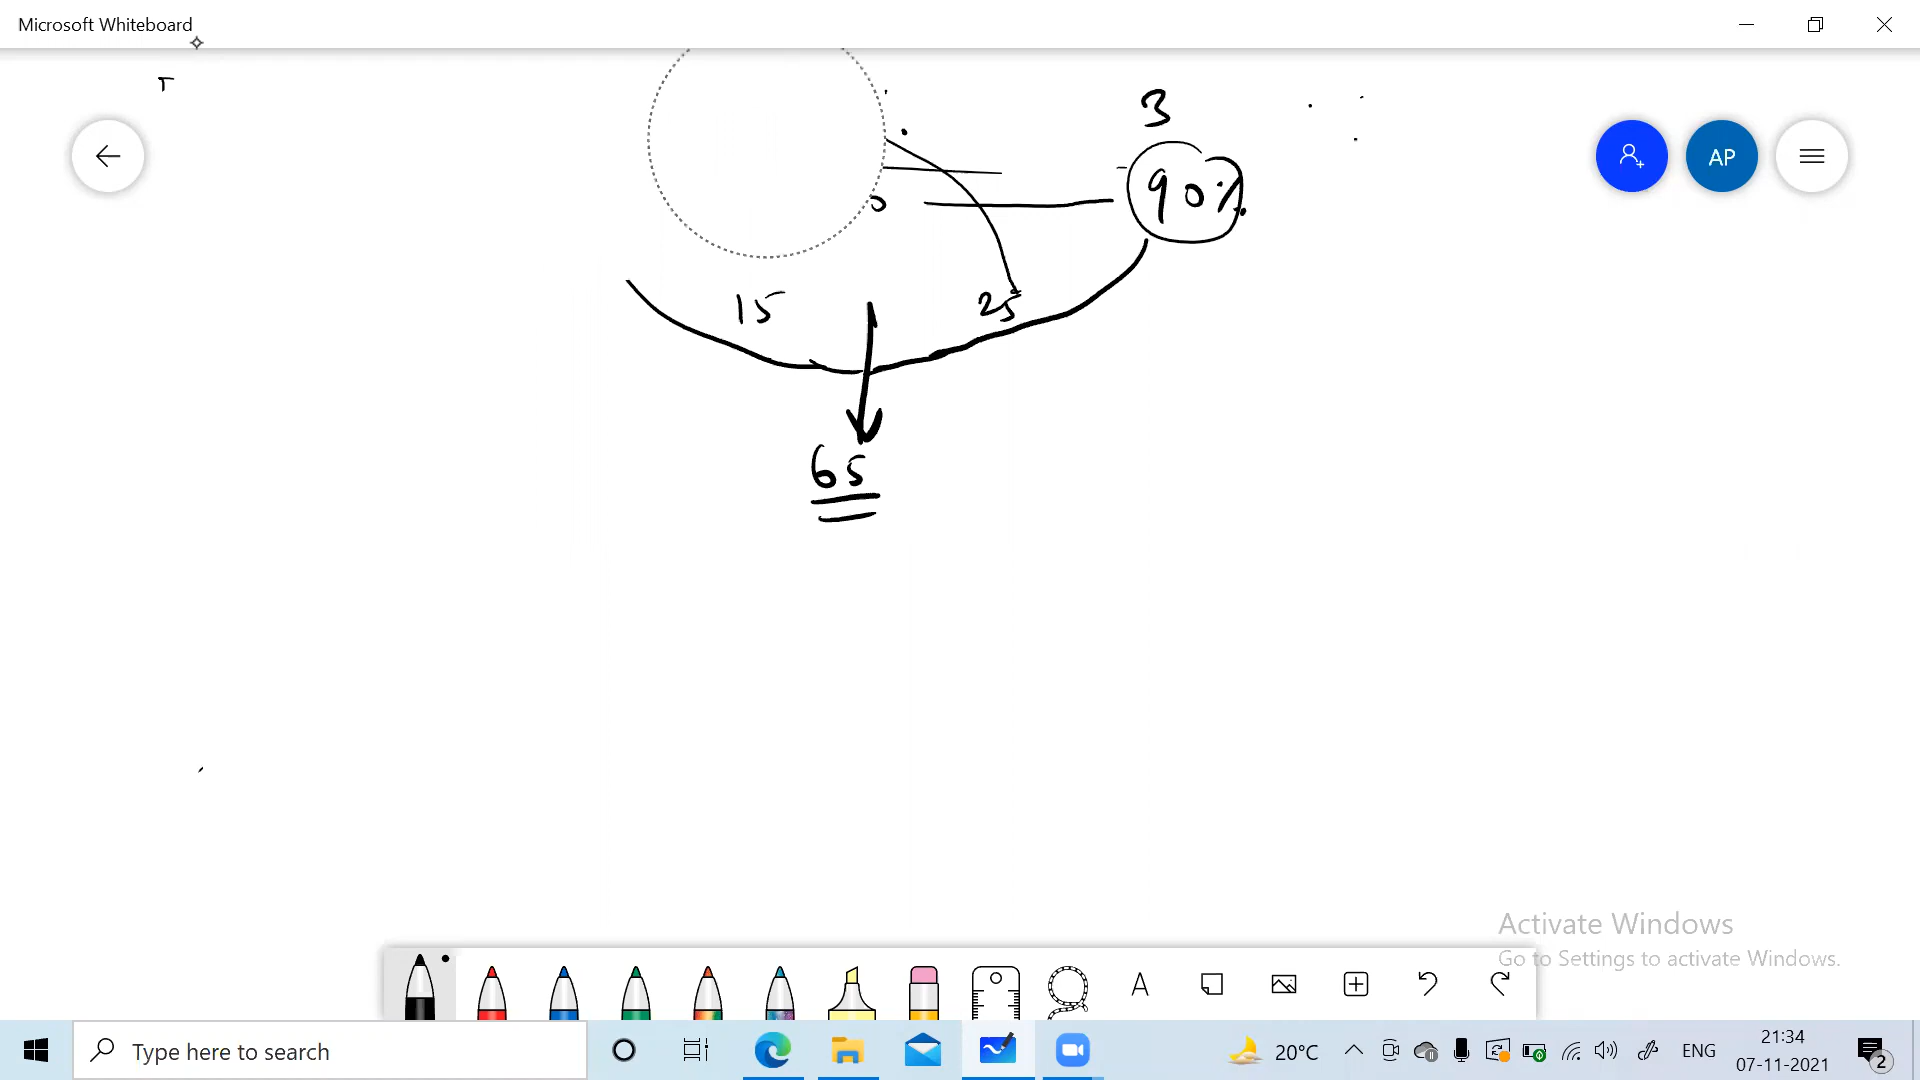 Microsoft Whiteboard
3
90%
AP
15
25
65
Activate Windows
Go to Settings to activate Windows.
A
Type here to search
20°C
ENG
21:34
07-11-2021
2